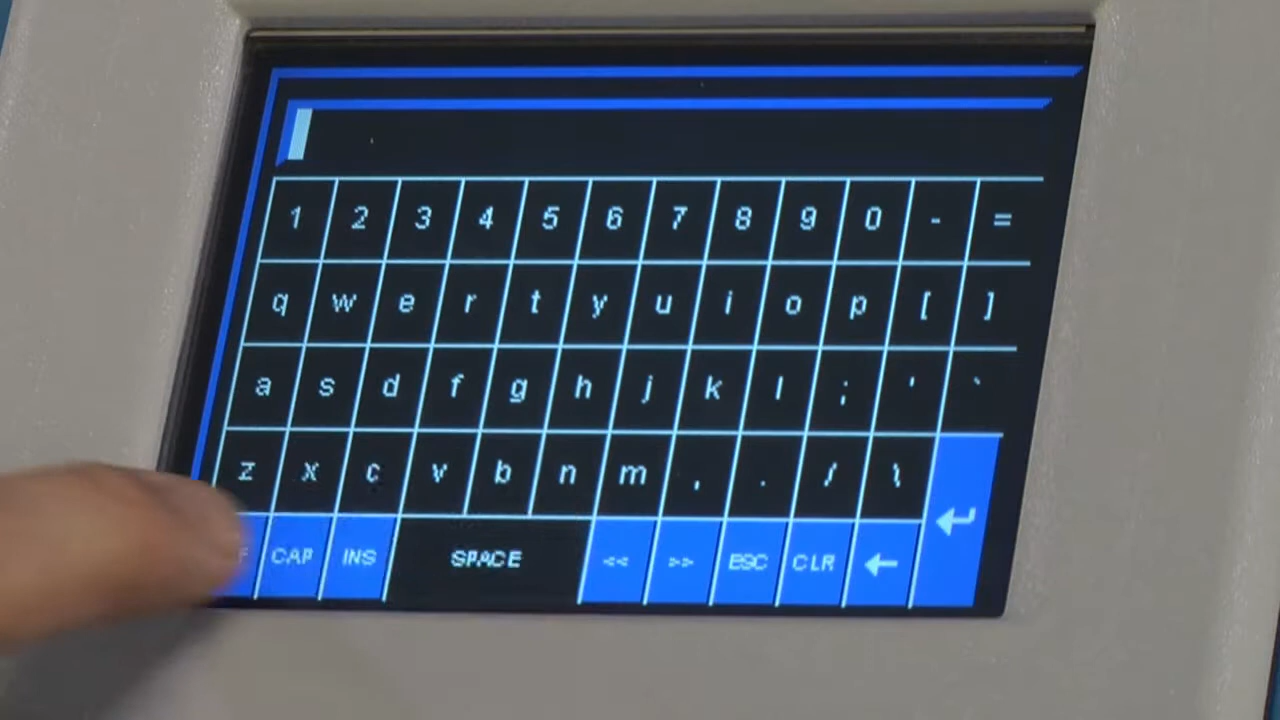 1 2 3 4 5 6 7 8 9 0 - =
q w e r t y u i o p [ ]
a s d f g h j k l ; ' `
z x c v b n m , . / \
CAP INS SPACE << >> ESC CLR ← ↵